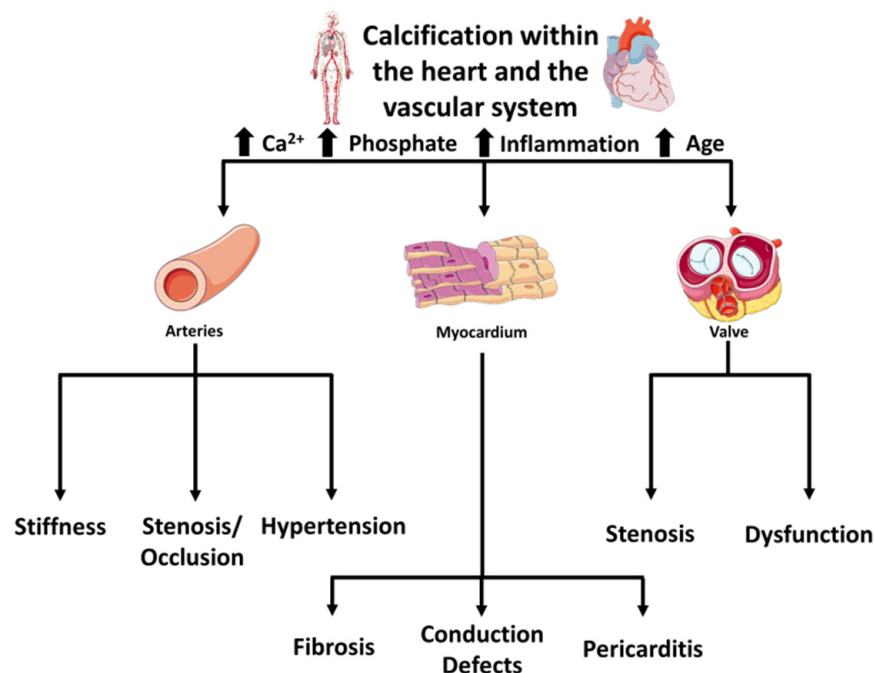 Calcification within
the heart and the
vascular system
Ca²⁺ Phosphate Inflammation Age
Arteries Myocardium Valve
Stiffness Stenosis/ Hypertension Stenosis Dysfunction
Occlusion
Fibrosis Conduction Pericarditis
Defects